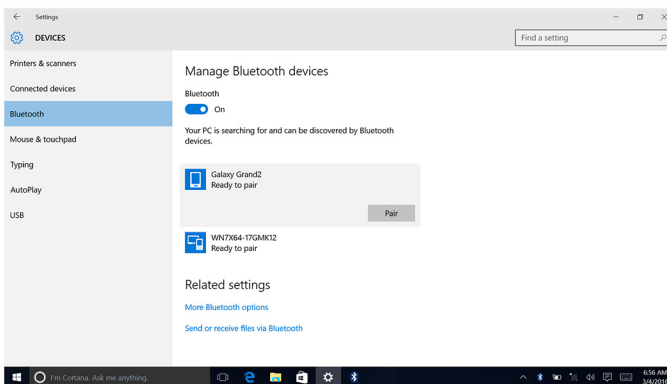 Settings
DEVICES
Find a setting
Printers & scanners
Connected devices
Bluetooth
Mouse & touchpad
Typing
AutoPlay
USB
Manage Bluetooth devices
Bluetooth
On
Your PC is searching for and can be discovered by Bluetooth
devices.
Galaxy Grand2
Ready to pair
Pair
WN7X64-17GMK12
Ready to pair
Related settings
More Bluetooth options
Send or receive files via Bluetooth
I'm Cortana. Ask me anything.
6:56 AM